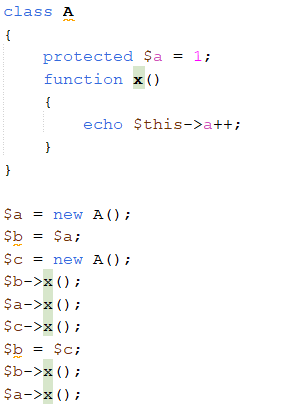 class A
{
protected $a = 1;
function x()
{
echo $this->a++;
}
}
$a = new A();
$b = $a;
$c = new A();
$b->x();
$a->x();
$c->x();
$b = $c;
$b->x();
$a->x();